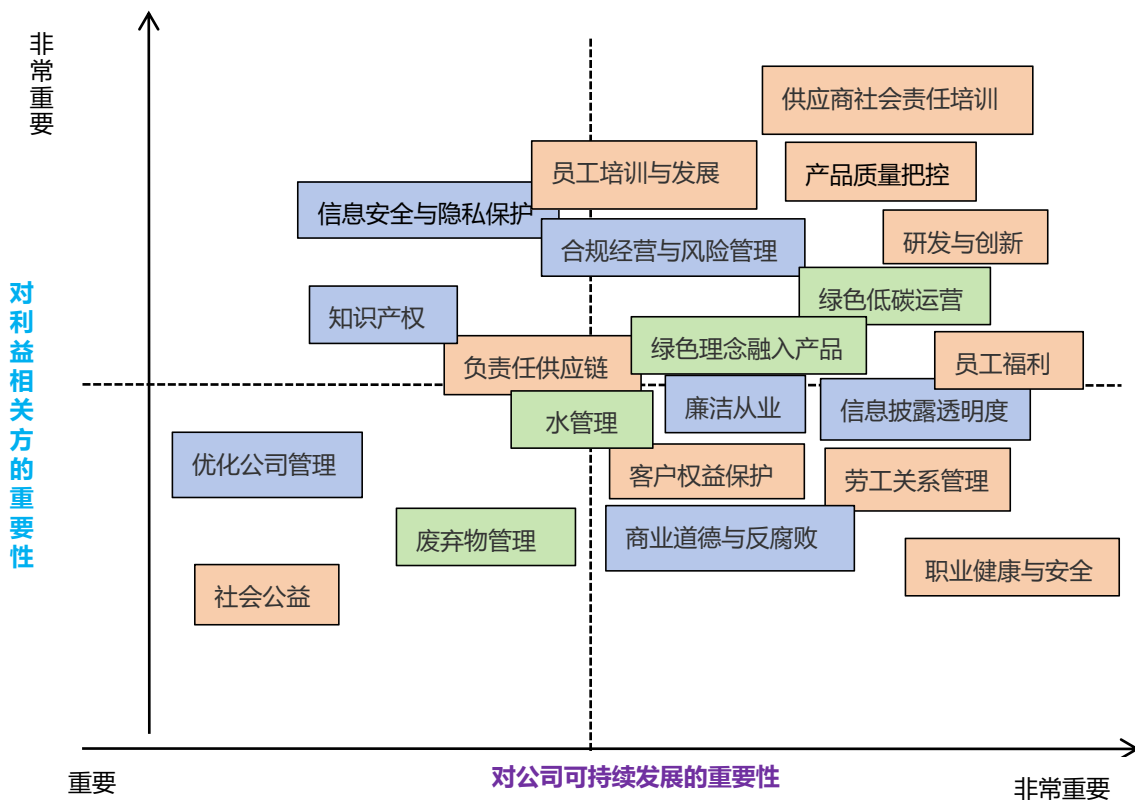 非常重要
供应商社会责任培训
员工培训与发展
产品质量把控
信息安全与隐私保护
合规经营与风险管理
研发与创新
绿色低碳运营
知识产权
绿色理念融入产品
负责任供应链
员工福利
对利益相关方的重要性
廉洁从业
信息披露透明度
水管理
优化公司管理
客户权益保护
劳工关系管理
废弃物管理
商业道德与反腐败
职业健康与安全
社会公益
重要
对公司可持续发展的重要性
非常重要